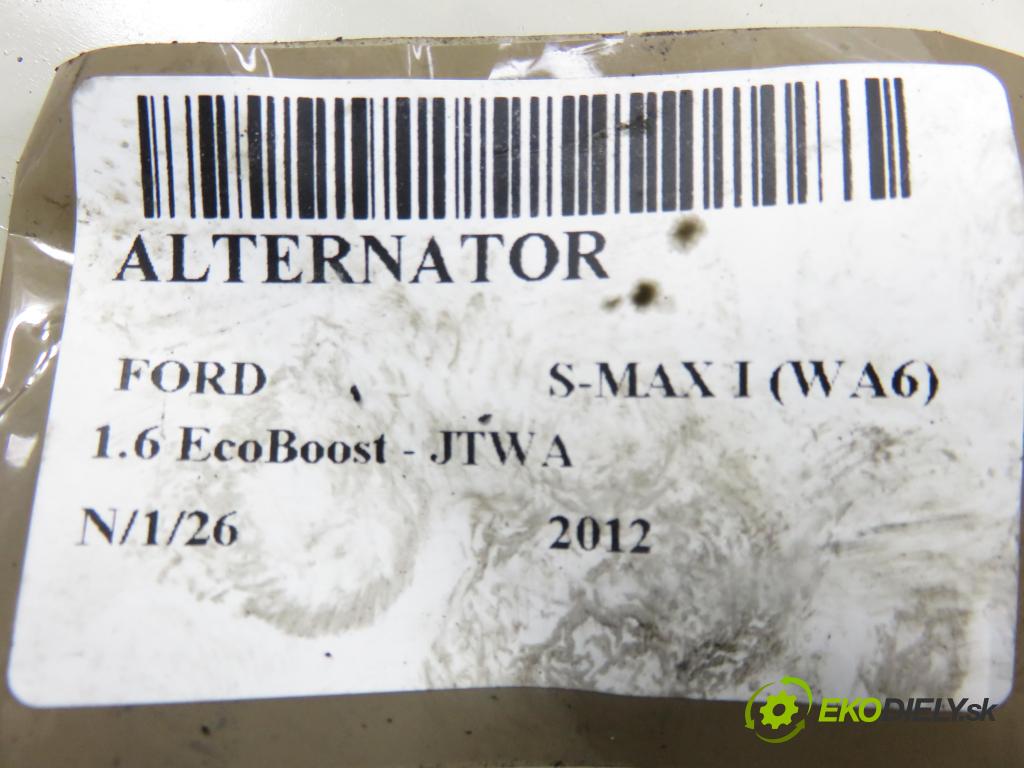 ALTERNATOR
FORD S-MAX I (WA6)
1.6 EcoBoost - JTWA
N/1/26 2012
EKODIELY.sk